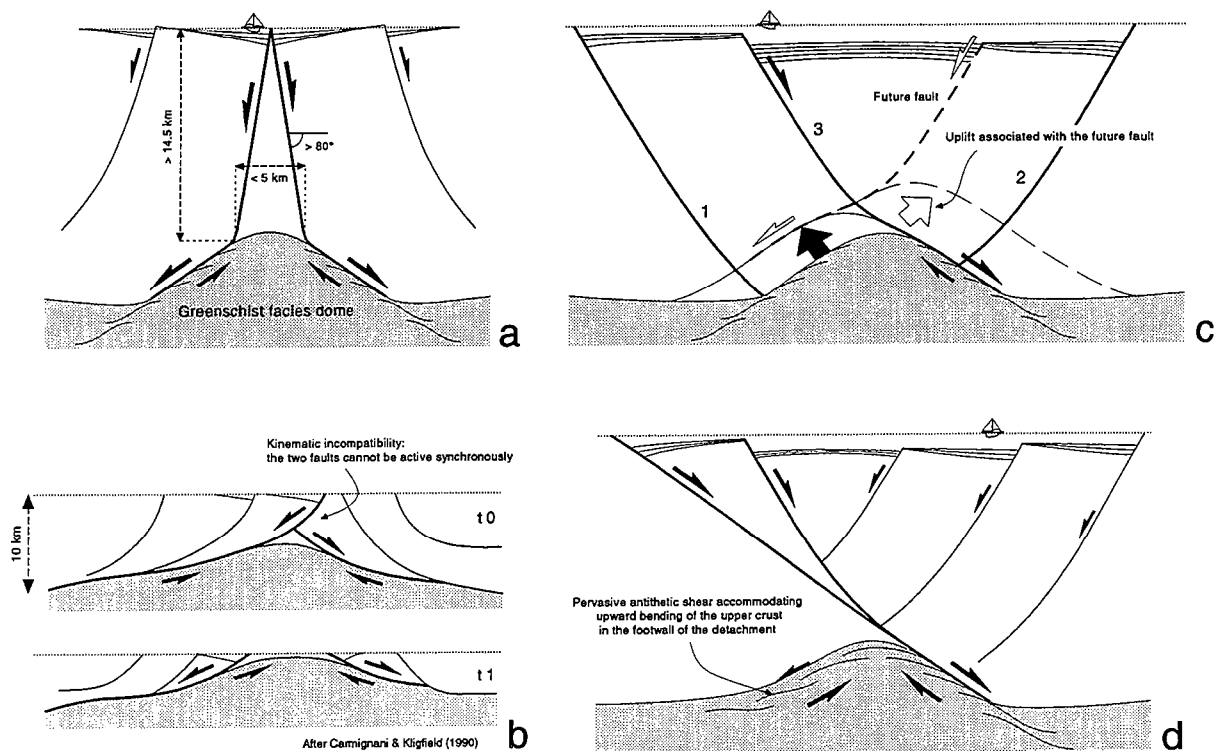 > 14.5 km
> 80°
< 5 km
Greenschist facies dome
a
Future fault
3
Uplift associated with the future fault
2
1
c
Kinematic incompatibility:
the two faults cannot be active synchronously
10 km
t 0
t 1
After Carmignani & Kligfield (1990)
b
Pervasive antithetic shear accommodating
upward bending of the upper crust
in the footwall of the detachment
d